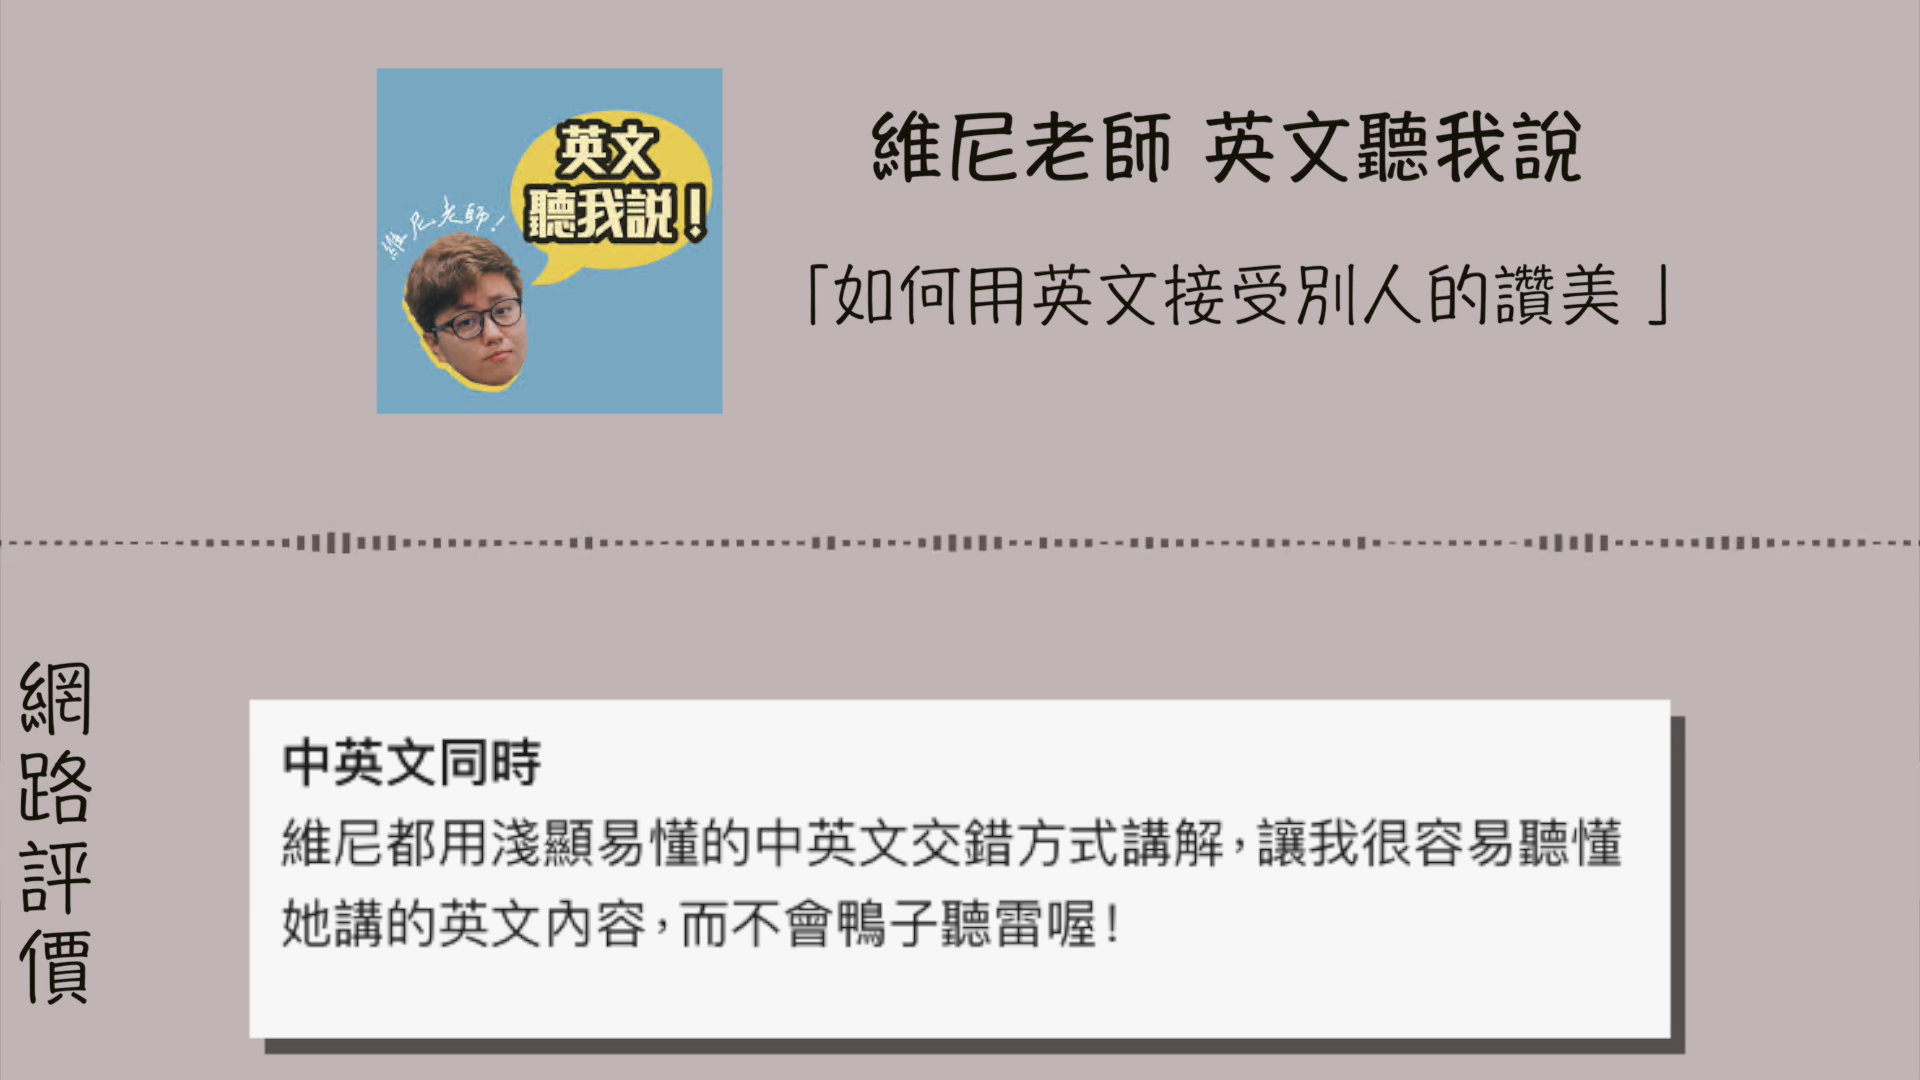 英文
聽我說!
維尼老師!
維尼老師 英文聽我說
「如何用英文接受別人的讚美 」
網路評價
中英文同時
維尼都用淺顯易懂的中英文交錯方式講解,讓我很容易聽懂
她講的英文內容,而不會鴨子聽雷喔!